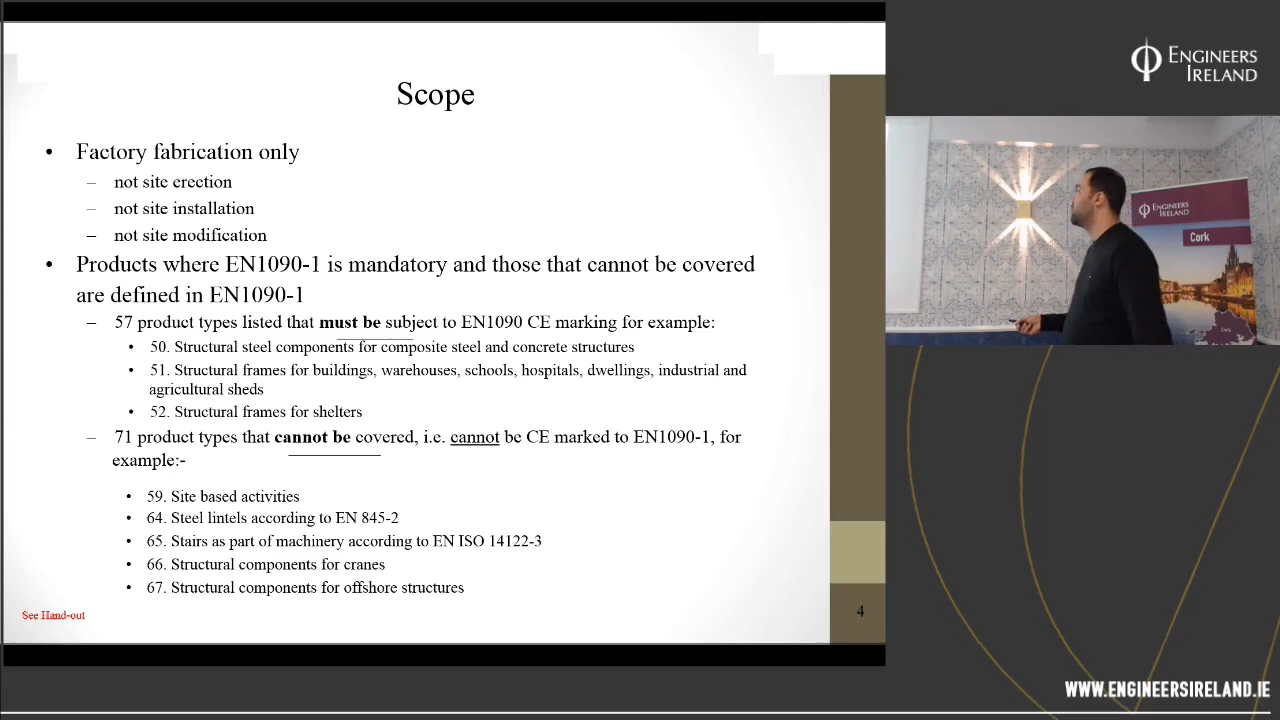 Scope
• Factory fabrication only
– not site erection
– not site installation
– not site modification
• Products where EN1090-1 is mandatory and those that cannot be covered
are defined in EN1090-1
– 57 product types listed that must be subject to EN1090 CE marking for example:
• 50. Structural steel components for composite steel and concrete structures
• 51. Structural frames for buildings, warehouses, schools, hospitals, dwellings, industrial and
agricultural sheds
• 52. Structural frames for shelters
– 71 product types that cannot be covered, i.e. cannot be CE marked to EN1090-1, for
example:-
• 59. Site based activities
• 64. Steel lintels according to EN 845-2
• 65. Stairs as part of machinery according to EN ISO 14122-3
• 66. Structural components for cranes
• 67. Structural components for offshore structures
See Hand-out
4
ENGINEERS
IRELAND
ENGINEERS
IRELAND
Cork
WWW.ENGINEERSIRELAND.IE